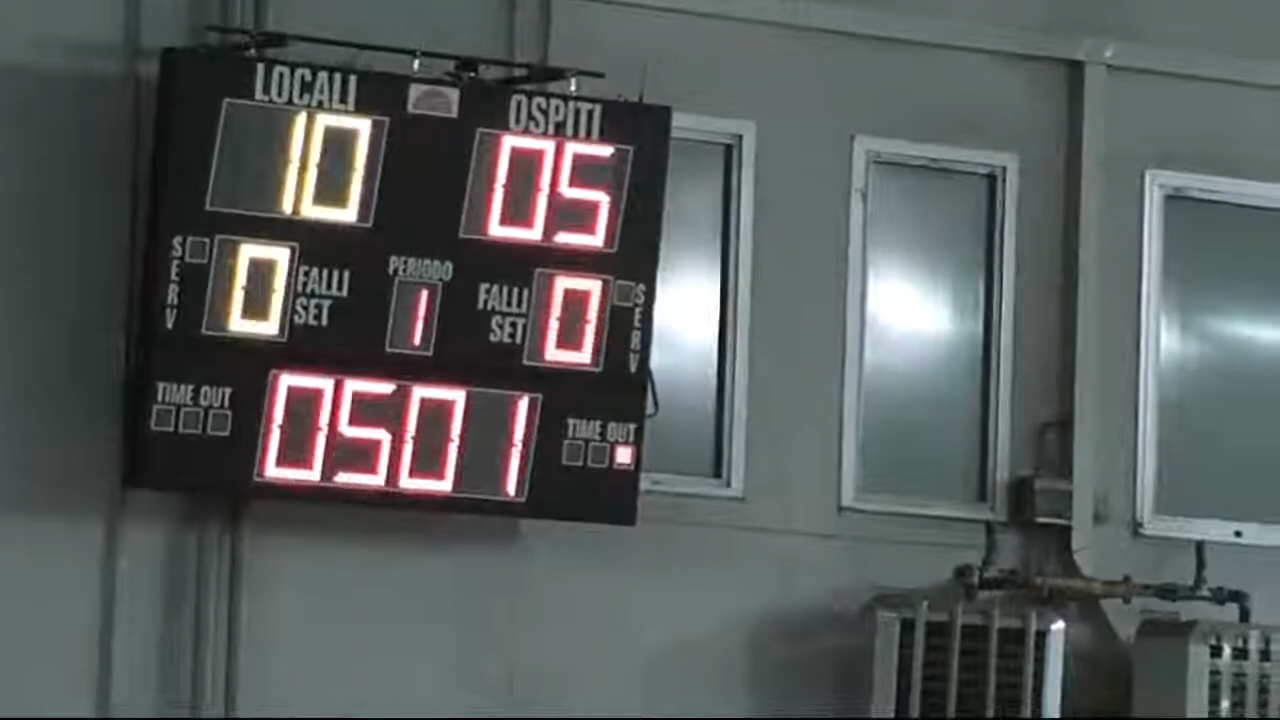 LOCALI
OSPITI
10
05
SERV
0
FALLI SET
PERIODO
1
FALLI SET
0
SERV
TIME OUT
0501
TIME OUT